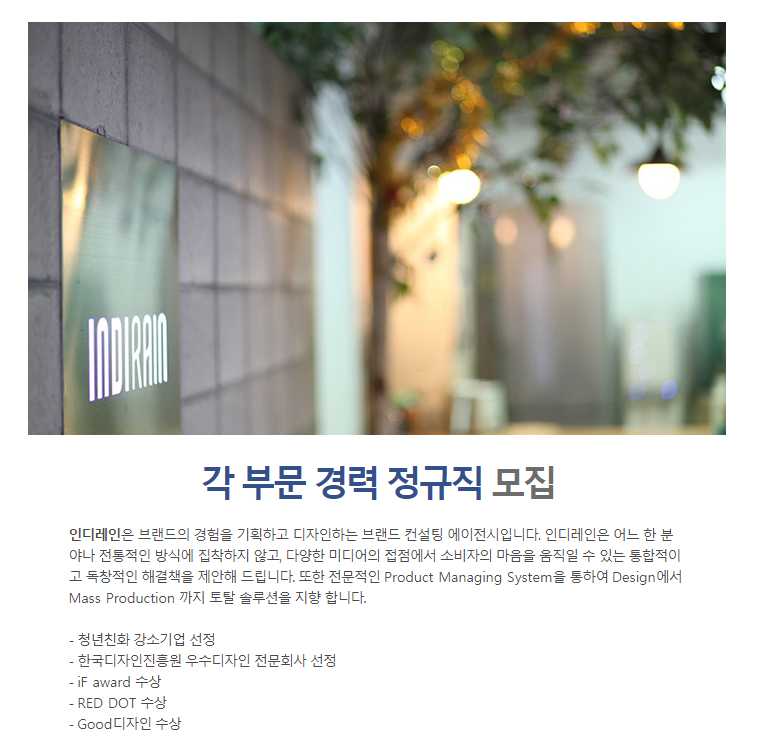 INDIRAIN
각 부문 경력 정규직 모집
인디레인은 브랜드의 경험을 기획하고 디자인하는 브랜드 컨설팅 에이전시입니다. 인디레인은 어느 한 분
야나 전통적인 방식에 집착하지 않고, 다양한 미디어의 접점에서 소비자의 마음을 움직일 수 있는 통합적이
고 독창적인 해결책을 제안해 드립니다. 또한 전문적인 Product Managing System을 통하여 Design에서
Mass Production 까지 토탈 솔루션을 지향 합니다.
- 청년친화 강소기업 선정
- 한국디자인진흥원 우수디자인 전문회사 선정
- iF award 수상
- RED DOT 수상
- Good디자인 수상